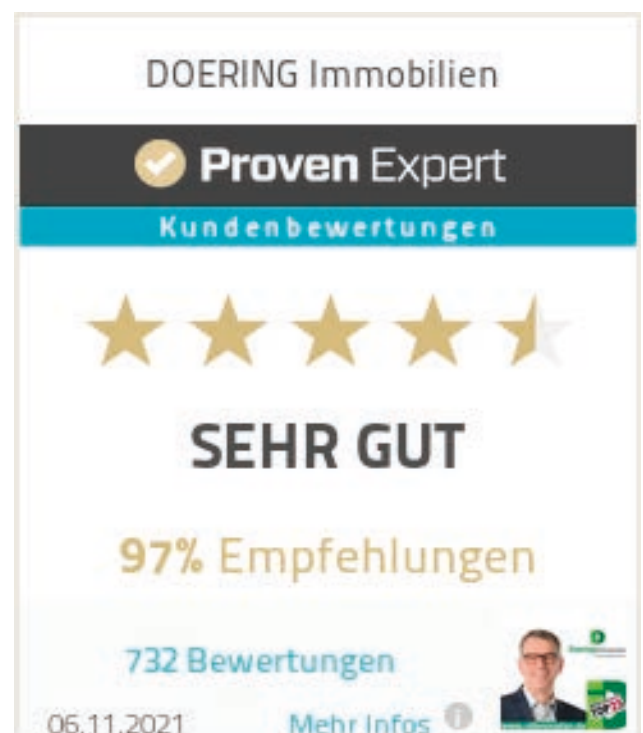 DOERING Immobilien
Proven Expert
Kundenbewertungen
SEHR GUT
97% Empfehlungen
732 Bewertungen
06.11.2021 Mehr Infos